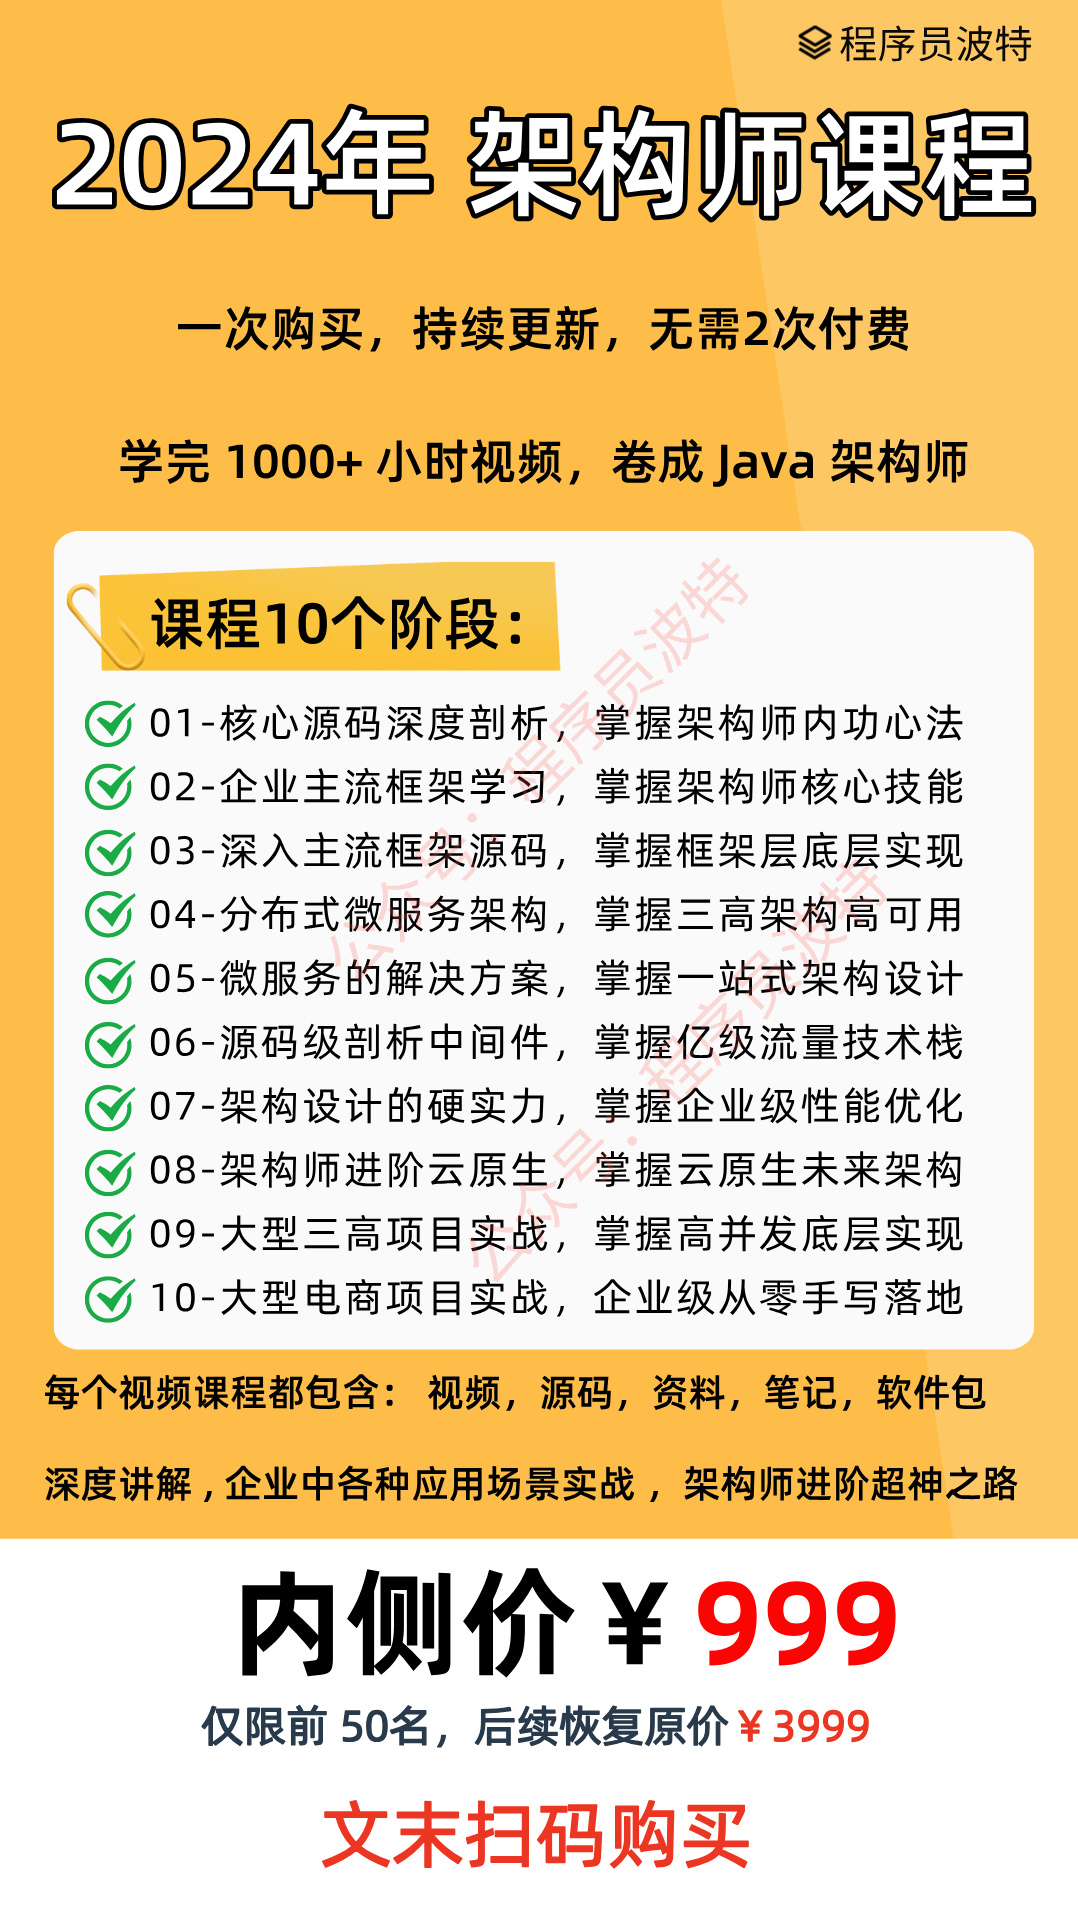 程序员波特
2024年 架构师课程
一次购买，持续更新，无需2次付费
学完 1000+ 小时视频，卷成 Java 架构师
课程10个阶段：
01-核心源码深度剖析，掌握架构师内功心法
02-企业主流框架学习，掌握架构师核心技能
03-深入主流框架源码，掌握框架层底层实现
04-分布式微服务架构，掌握三高架构高可用
05-微服务的解决方案，掌握一站式架构设计
06-源码级剖析中间件，掌握亿级流量技术栈
07-架构设计的硬实力，掌握企业级性能优化
08-架构师进阶云原生，掌握云原生未来架构
09-大型三高项目实战，掌握高并发底层实现
10-大型电商项目实战，企业级从零手写落地
公众号：程序员波特
公众号：程序员波特
每个视频课程都包含： 视频，源码，资料，笔记，软件包
深度讲解 , 企业中各种应用场景实战 ，架构师进阶超神之路
内侧价￥999
仅限前 50名，后续恢复原价￥3999
文末扫码购买